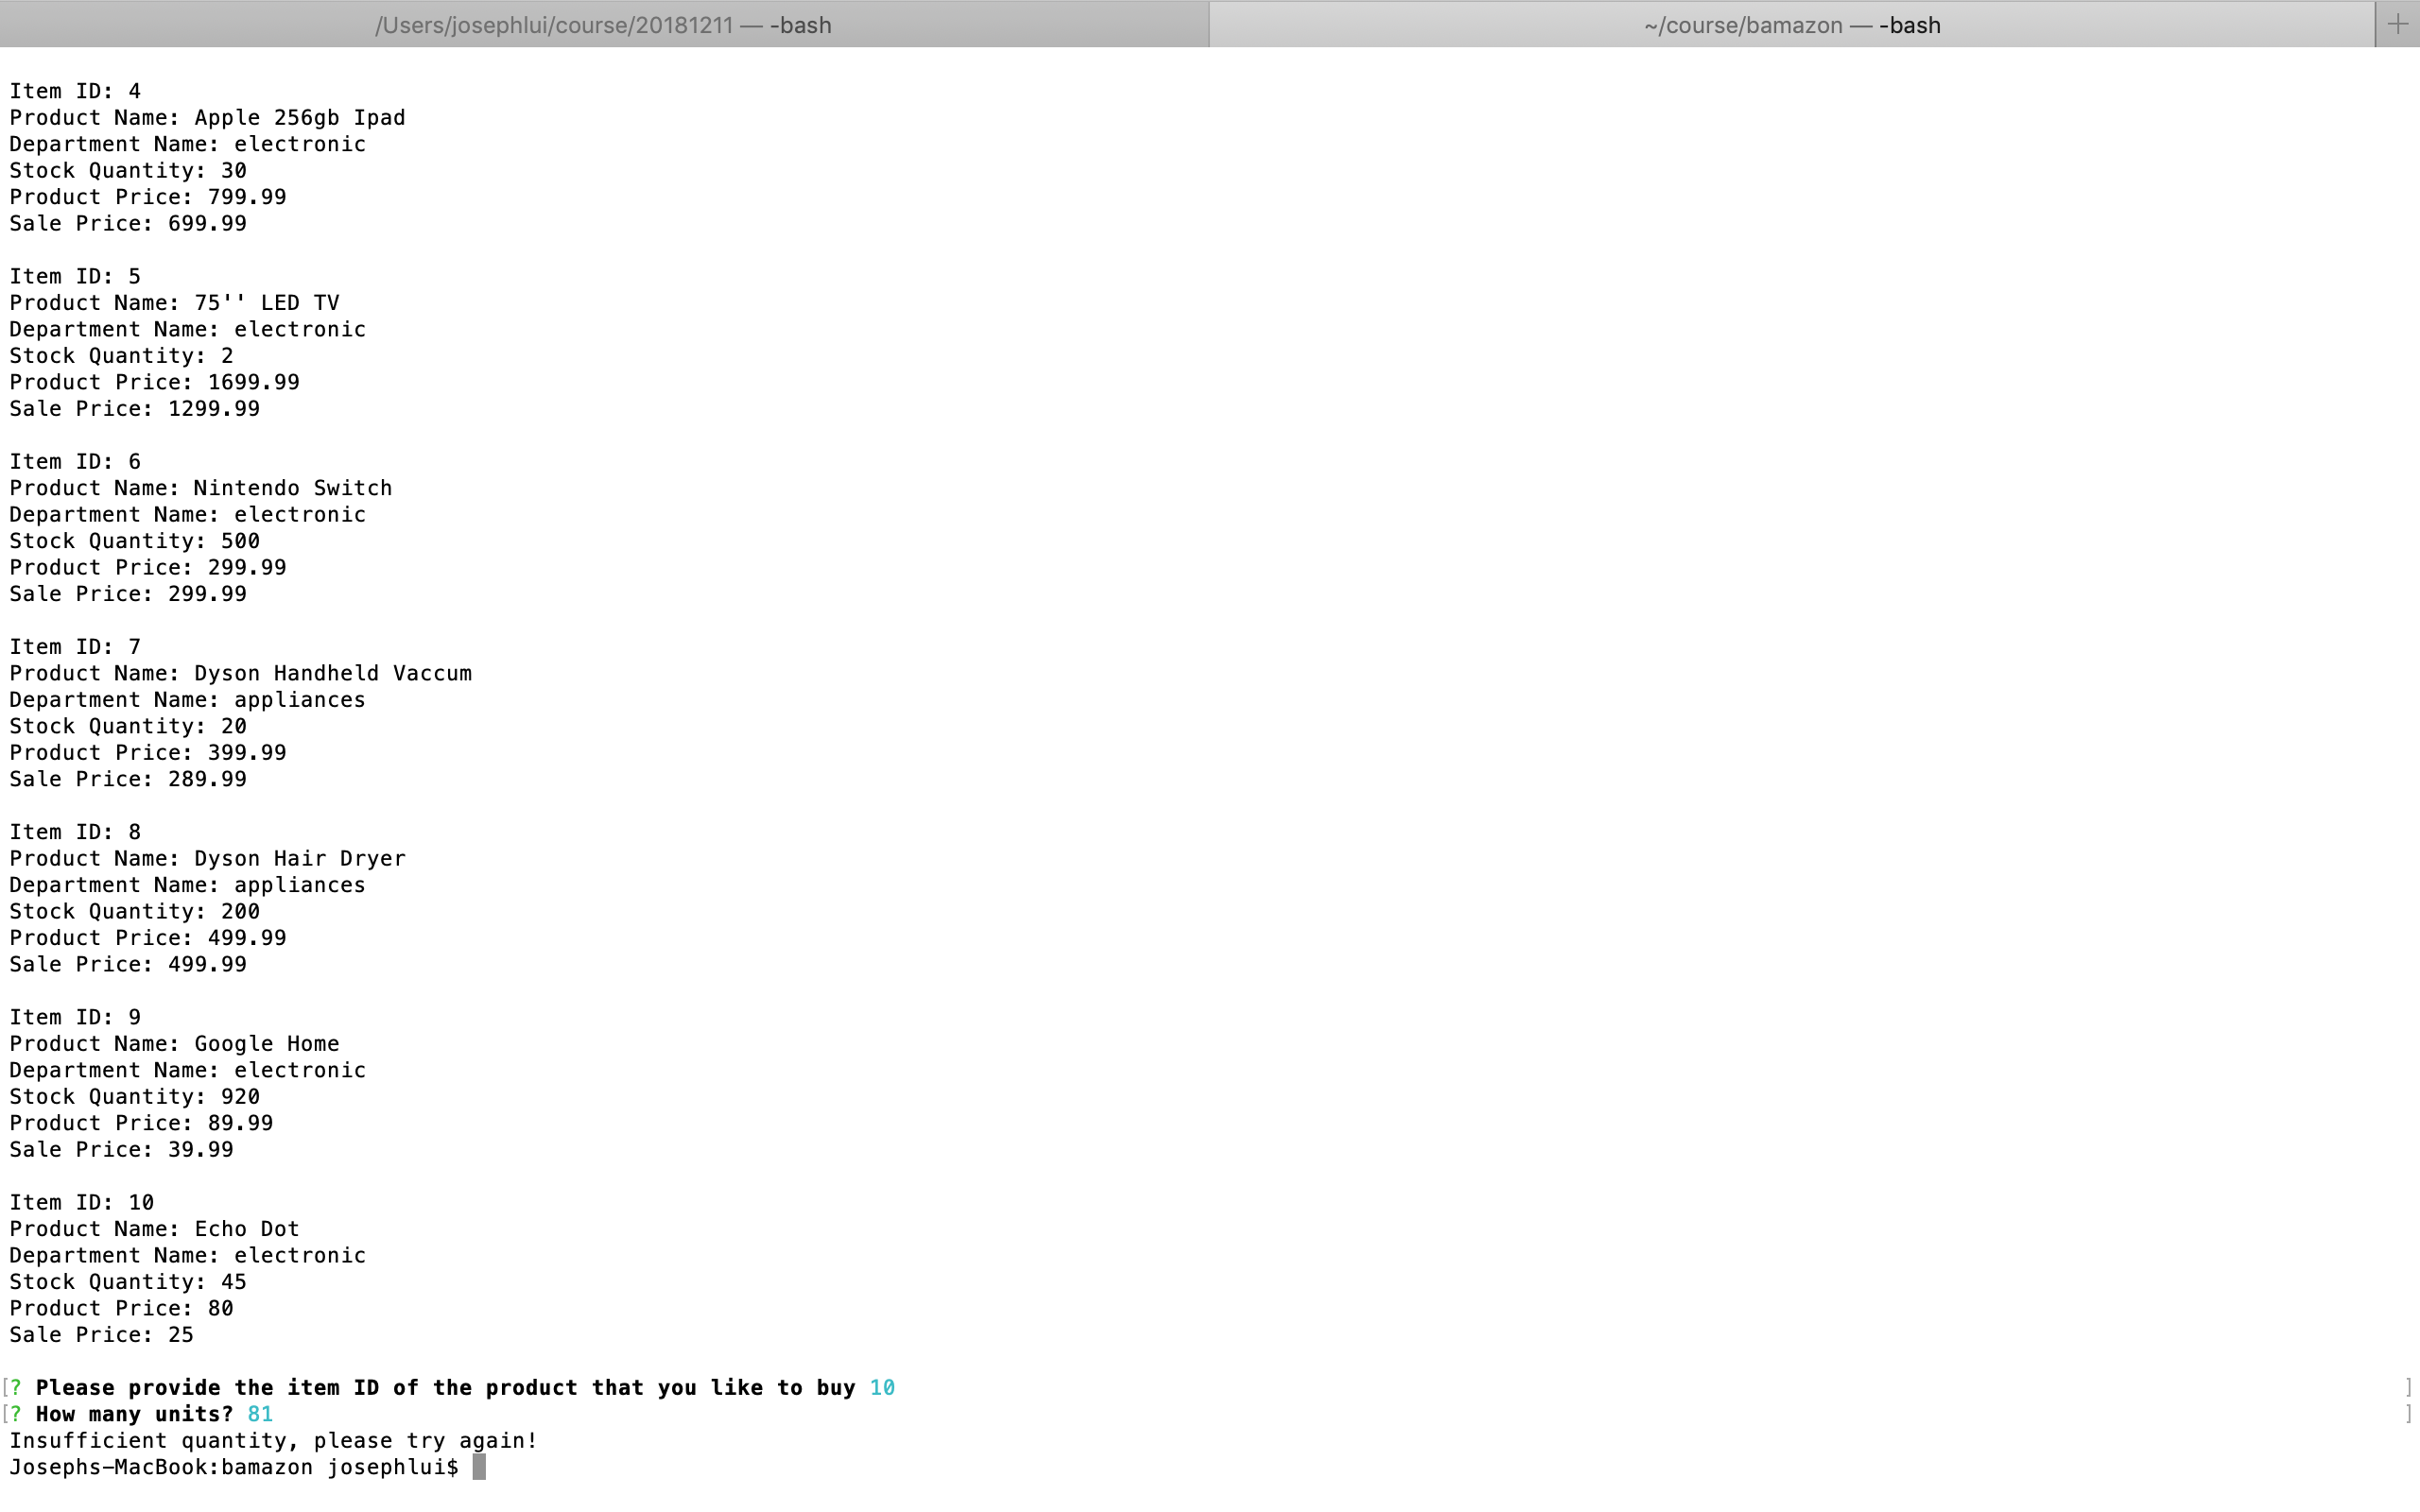 /Users/josephlui/course/20181211 — -bash
~/course/bamazon — -bash
+
Item ID: 4
Product Name: Apple 256gb Ipad
Department Name: electronic
Stock Quantity: 30
Product Price: 799.99
Sale Price: 699.99
Item ID: 5
Product Name: 75'' LED TV
Department Name: electronic
Stock Quantity: 2
Product Price: 1699.99
Sale Price: 1299.99
Item ID: 6
Product Name: Nintendo Switch
Department Name: electronic
Stock Quantity: 500
Product Price: 299.99
Sale Price: 299.99
Item ID: 7
Product Name: Dyson Handheld Vaccum
Department Name: appliances
Stock Quantity: 20
Product Price: 399.99
Sale Price: 289.99
Item ID: 8
Product Name: Dyson Hair Dryer
Department Name: appliances
Stock Quantity: 200
Product Price: 499.99
Sale Price: 499.99
Item ID: 9
Product Name: Google Home
Department Name: electronic
Stock Quantity: 920
Product Price: 89.99
Sale Price: 39.99
Item ID: 10
Product Name: Echo Dot
Department Name: electronic
Stock Quantity: 45
Product Price: 80
Sale Price: 25
[? Please provide the item ID of the product that you like to buy 10 ]
[? How many units? 81 ]
Insufficient quantity, please try again!
Josephs-MacBook:bamazon josephlui$